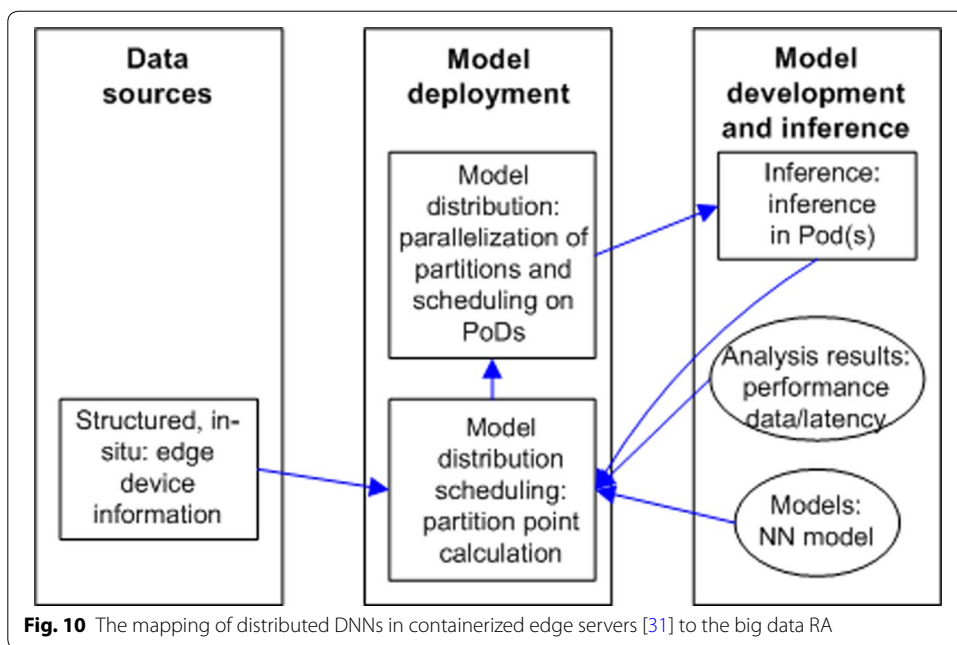 Data
sources
Structured, in-
situ: edge
device
information
Model
deployment
Model
distribution:
parallelization of
partitions and
scheduling on
PoDs
Model
distribution
scheduling:
partition point
calculation
Model
development
and inference
Inference:
inference
in Pod(s)
Analysis results:
performance
data/latency
Models:
NN model
Fig. 10 The mapping of distributed DNNs in containerized edge servers [31] to the big data RA